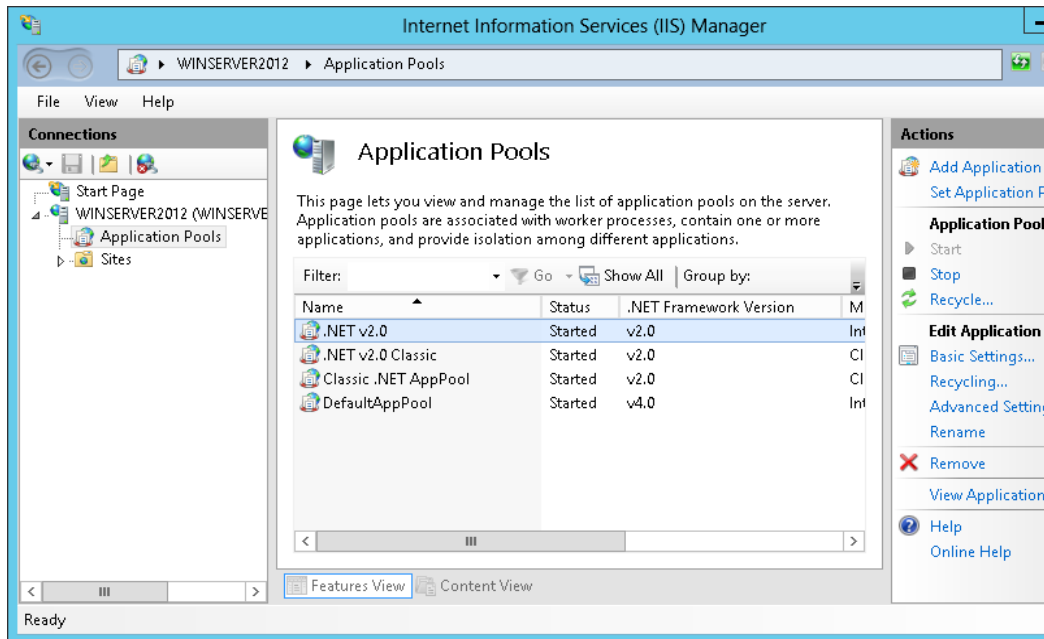 Internet Information Services (IIS) Manager
WINSERVER2012 Application Pools
File View Help
Connections
Start Page
WINSERVER2012 (WINSERVE
Application Pools
Sites
Application Pools
This page lets you view and manage the list of application pools on the server.
Application pools are associated with worker processes, contain one or more
applications, and provide isolation among different applications.
Filter: Go Show All Group by:
Name Status .NET Framework Version M
.NET v2.0 Started v2.0 Int
.NET v2.0 Classic Started v2.0 Cl
Classic .NET AppPool Started v2.0 Cl
DefaultAppPool Started v4.0 Int
Features View Content View
Actions
Add Application
Set Application P
Application Pool
Start
Stop
Recycle...
Edit Application
Basic Settings...
Recycling...
Advanced Setting
Rename
Remove
View Application
Help
Online Help
Ready